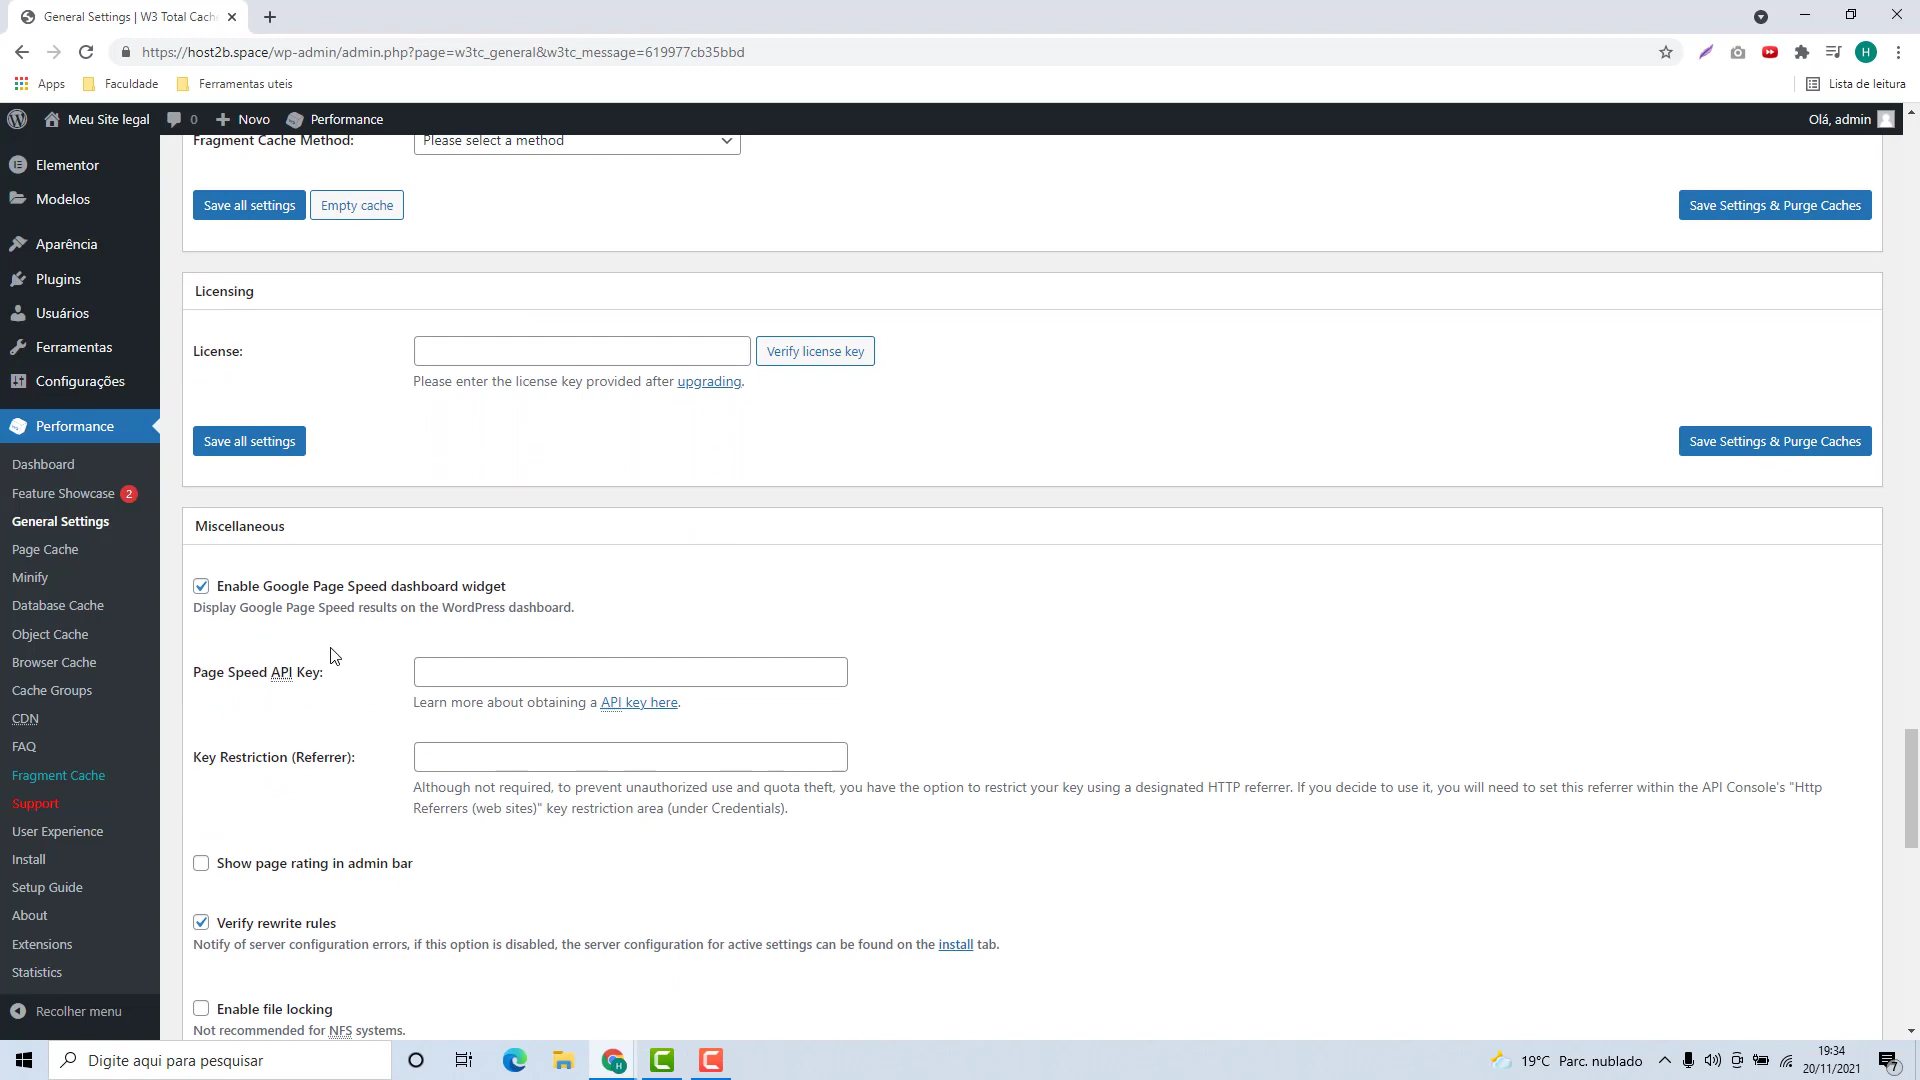 General Settings | W3 Total Cach
https://host2b.space/wp-admin/admin.php?page=w3tc_general&w3tc_message=619977cb35bbd
H
Apps
Faculdade
Ferramentas uteis
Lista de leitura
Meu Site legal
0
Novo
Performance
Olá, admin
Elementor
Modelos
Aparência
Plugins
Usuários
Ferramentas
Configurações
Performance
Dashboard
Feature Showcase 2
General Settings
Page Cache
Minify
Database Cache
Object Cache
Browser Cache
Cache Groups
CDN
FAQ
Fragment Cache
Support
User Experience
Install
Setup Guide
About
Extensions
Statistics
Recolher menu
Fragment Cache Method:
Please select a method
Save all settings
Empty cache
Save Settings & Purge Caches
Licensing
License:
Verify license key
Please enter the license key provided after upgrading.
Save all settings
Save Settings & Purge Caches
Miscellaneous
Enable Google Page Speed dashboard widget
Display Google Page Speed results on the WordPress dashboard.
Page Speed API Key:
Learn more about obtaining a API key here.
Key Restriction (Referrer):
Although not required, to prevent unauthorized use and quota theft, you have the option to restrict your key using a designated HTTP referrer. If you decide to use it, you will need to set this referrer within the API Console's "Http
Referrers (web sites)" key restriction area (under Credentials).
Show page rating in admin bar
Verify rewrite rules
Notify of server configuration errors, if this option is disabled, the server configuration for active settings can be found on the install tab.
Enable file locking
Not recommended for NFS systems.
Digite aqui para pesquisar
19°C Parc. nublado
19:34
20/11/2021
7